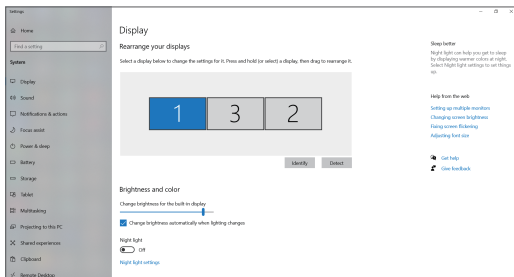 Settings
Home
Find a setting
System
Display
Sound
Notifications & actions
Focus assist
Power & sleep
Battery
Storage
Tablet
Multitasking
Projecting to this PC
Shared experiences
Clipboard
Remote Desktop
Display
Rearrange your displays
Select a display below to change the settings for it. Press and hold (or select) a display, then drag to rearrange it.
1 3 2
Identify Detect
Brightness and color
Change brightness for the built-in display
Change brightness automatically when lighting changes
Night light
Off
Night light settings
Sleep better
Night light can help you get to sleep
by displaying warmer colors at night.
Select Night light settings to set things
up.
Help from the web
Setting up multiple monitors
Changing screen brightness
Fixing screen flickering
Adjusting font size
Get help
Give feedback